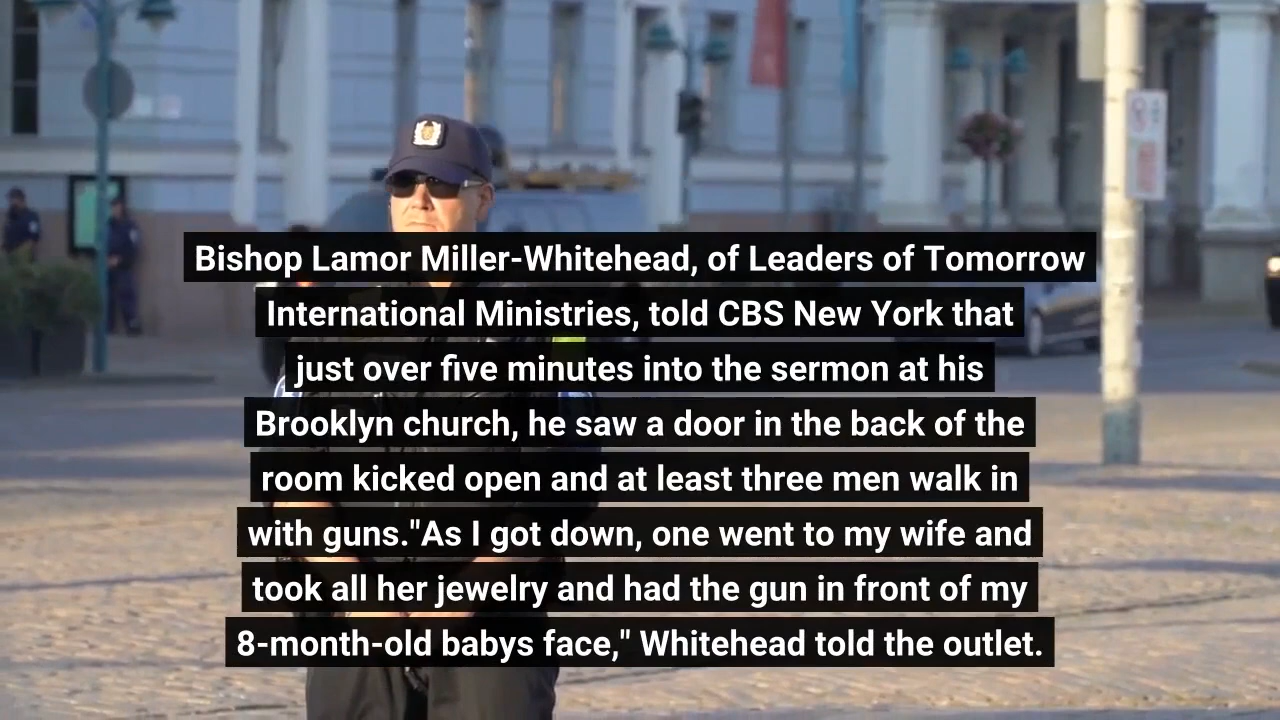 Bishop Lamor Miller-Whitehead, of Leaders of Tomorrow
International Ministries, told CBS New York that
just over five minutes into the sermon at his
Brooklyn church, he saw a door in the back of the
room kicked open and at least three men walk in
with guns."As I got down, one went to my wife and
took all her jewelry and had the gun in front of my
8-month-old babys face," Whitehead told the outlet.